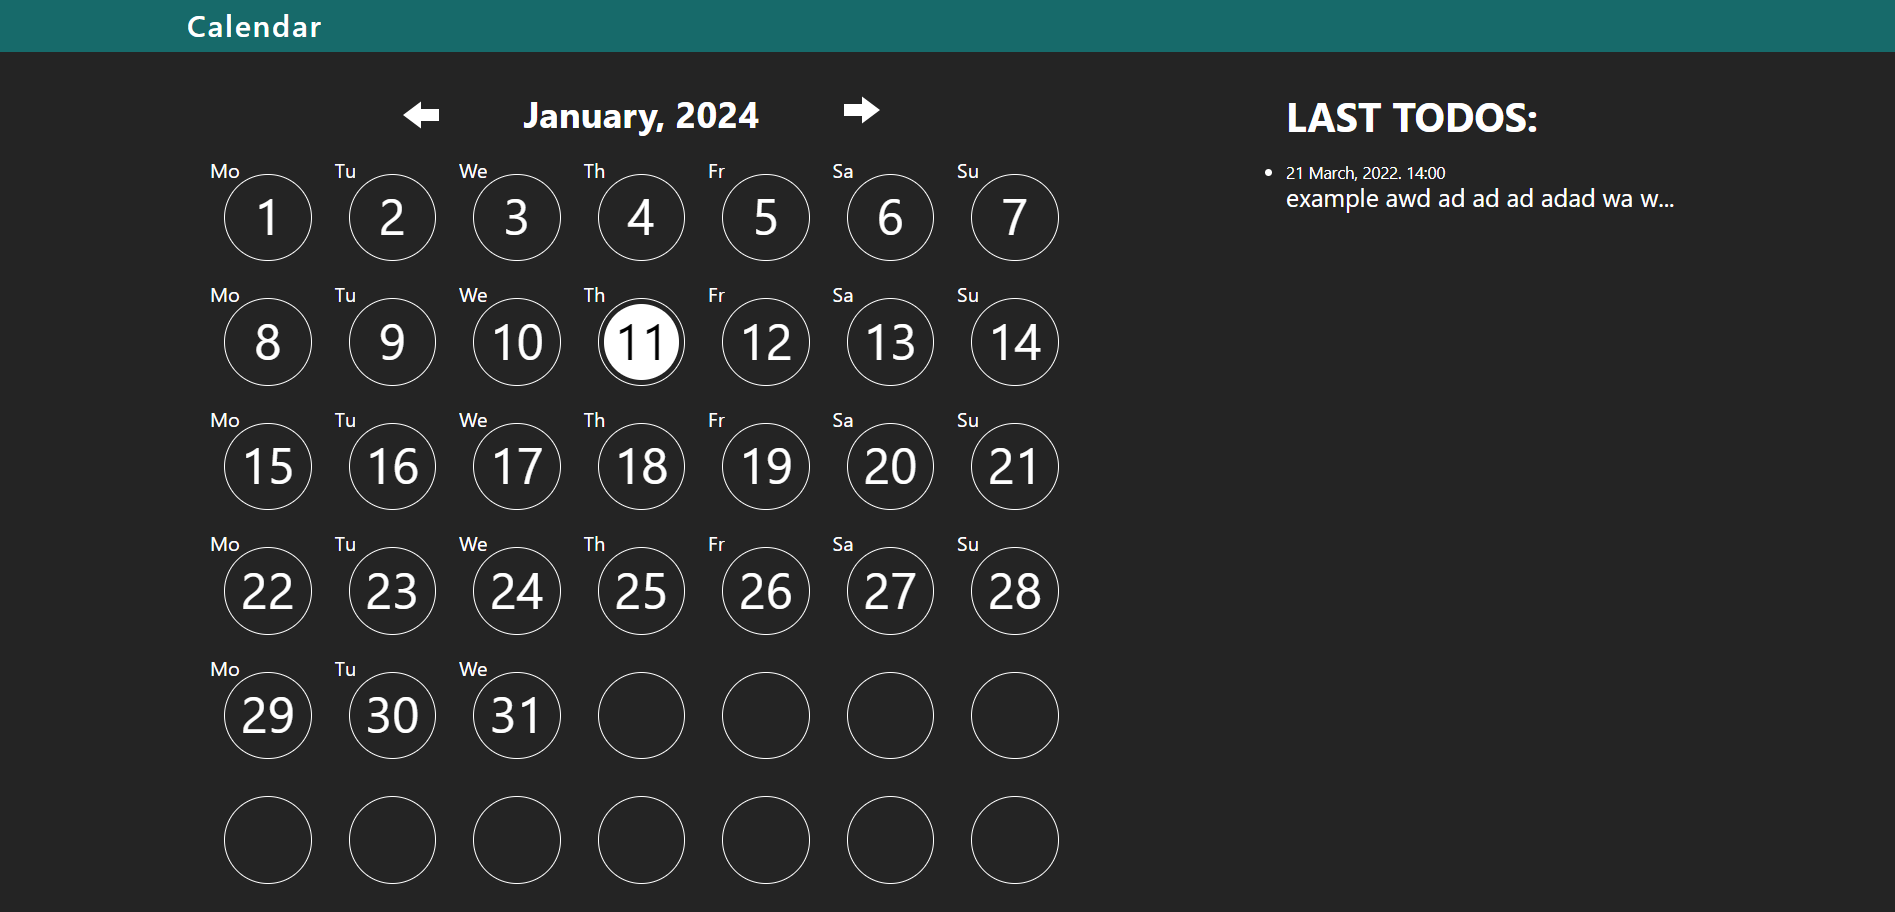 Calendar
January, 2024
Mo Tu We Th Fr Sa Su
1 2 3 4 5 6 7
Mo Tu We Th Fr Sa Su
8 9 10 11 12 13 14
Mo Tu We Th Fr Sa Su
15 16 17 18 19 20 21
Mo Tu We Th Fr Sa Su
22 23 24 25 26 27 28
Mo Tu We
29 30 31
LAST TODOS:
21 March, 2022. 14:00
example awd ad ad ad adad wa w...